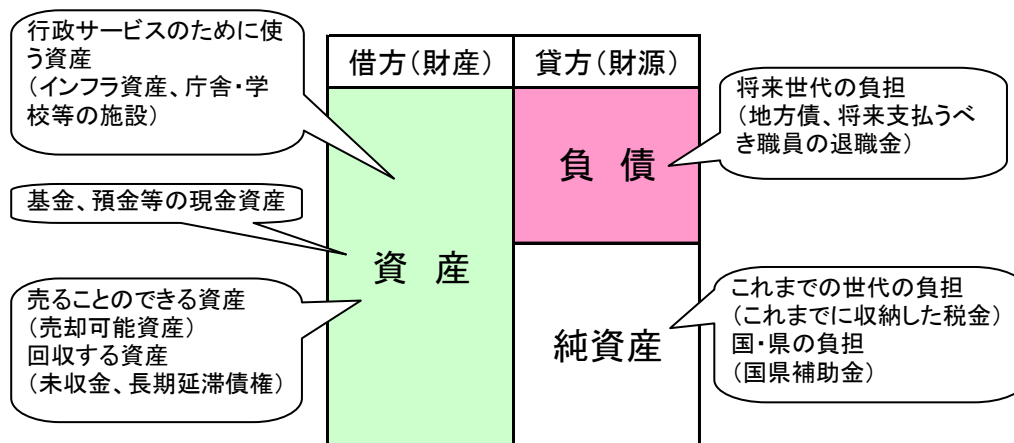 行政サービスのために使
う資産
(インフラ資産、庁舎・学
校等の施設)
基金、預金等の現金資産
売ることのできる資産
(売却可能資産)
回収する資産
(未収金、長期延滞債権)
借方(財産)
貸方(財源)
資 産
負 債
純資産
将来世代の負担
(地方債、将来支払うべ
き職員の退職金)
これまでの世代の負担
(これまでに収納した税金)
国・県の負担
(国県補助金)